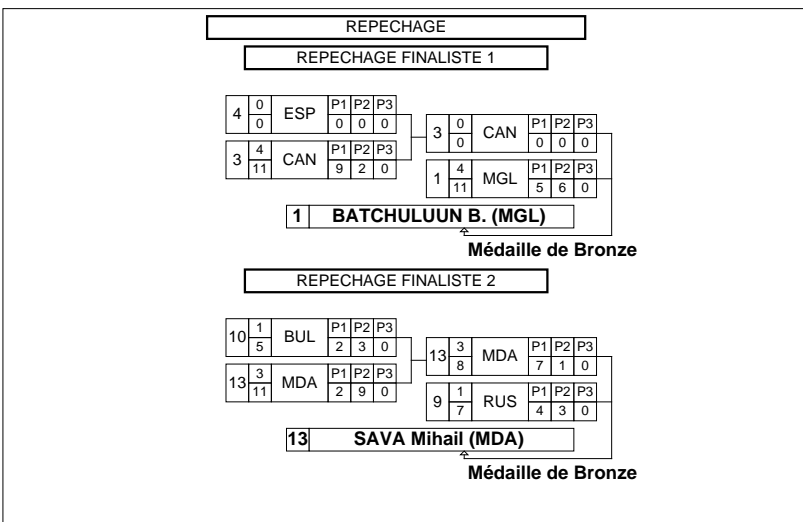 REPECHAGE
REPECHAGE FINALISTE 1
4 0 0 ESP P1 P2 P3 0 0 0
3 4 11 CAN P1 P2 P3 9 2 0
3 0 0 CAN P1 P2 P3 0 0 0
1 4 11 MGL P1 P2 P3 5 6 0
1 BATCHULUUN B. (MGL)
Médaille de Bronze
REPECHAGE FINALISTE 2
10 1 5 BUL P1 P2 P3 2 3 0
13 3 11 MDA P1 P2 P3 2 9 0
13 3 8 MDA P1 P2 P3 7 1 0
9 1 7 RUS P1 P2 P3 4 3 0
13 SAVA Mihail (MDA)
Médaille de Bronze